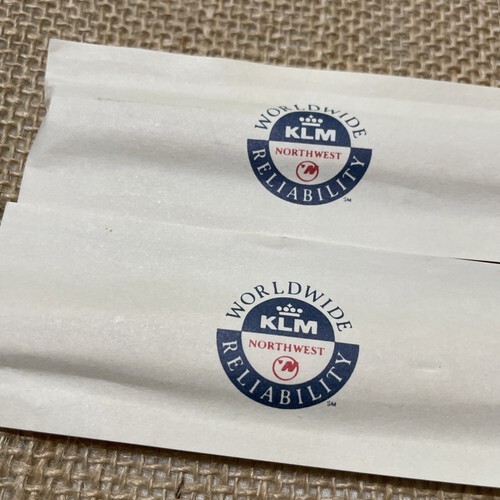 WORLDWIDE
KLM
NORTHWEST
RELIABILITY
SM
WORLDWIDE
KLM
NORTHWEST
RELIABILITY
SM